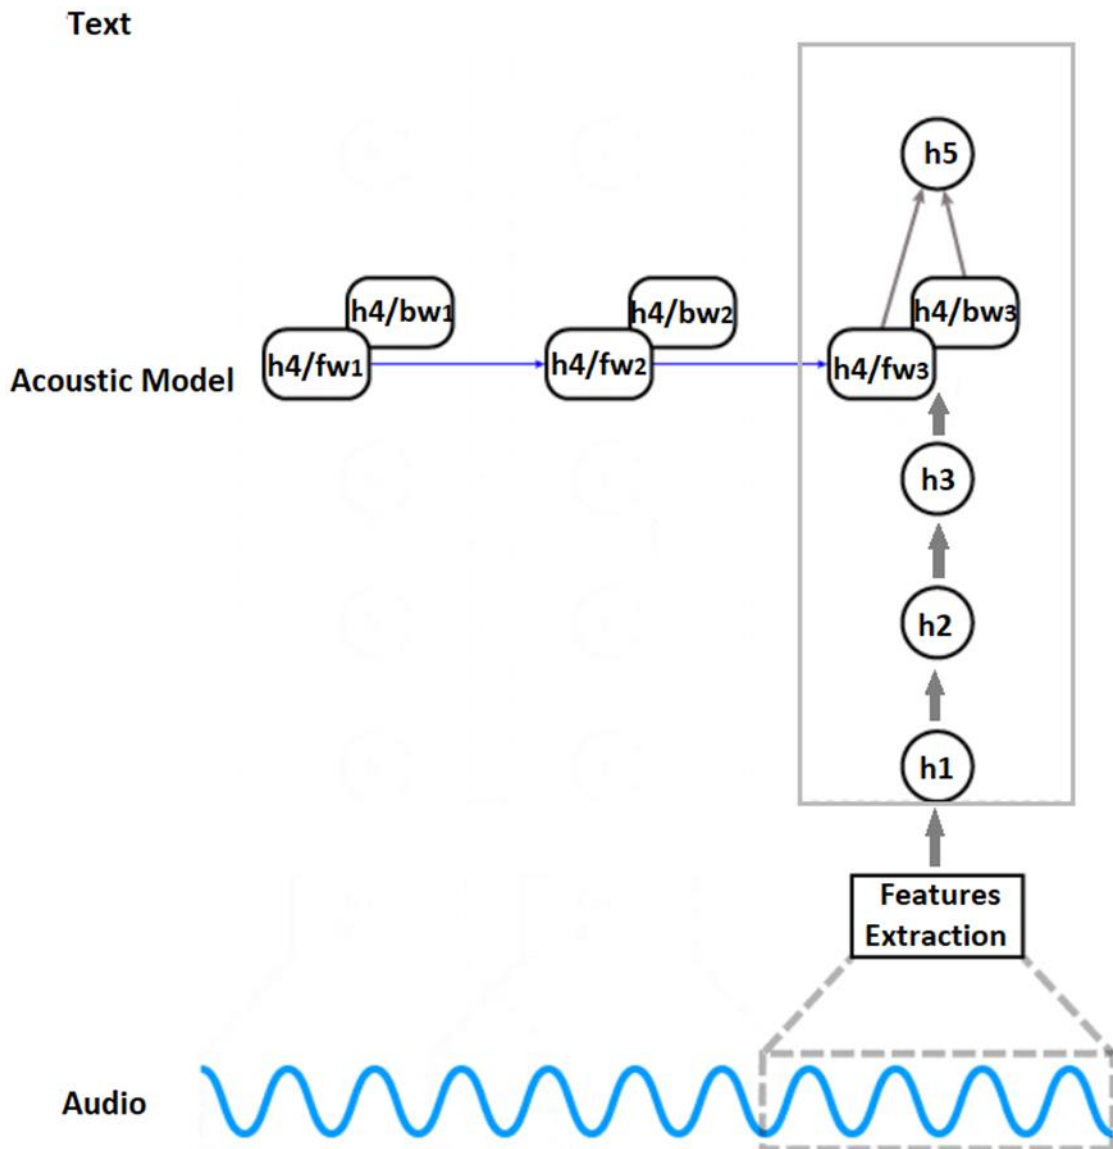 Text
h5
h4/bw1
h4/bw2
h4/bw3
h4/fw1
h4/fw2
h4/fw3
Acoustic Model
h3
h2
h1
Features
Extraction
Audio